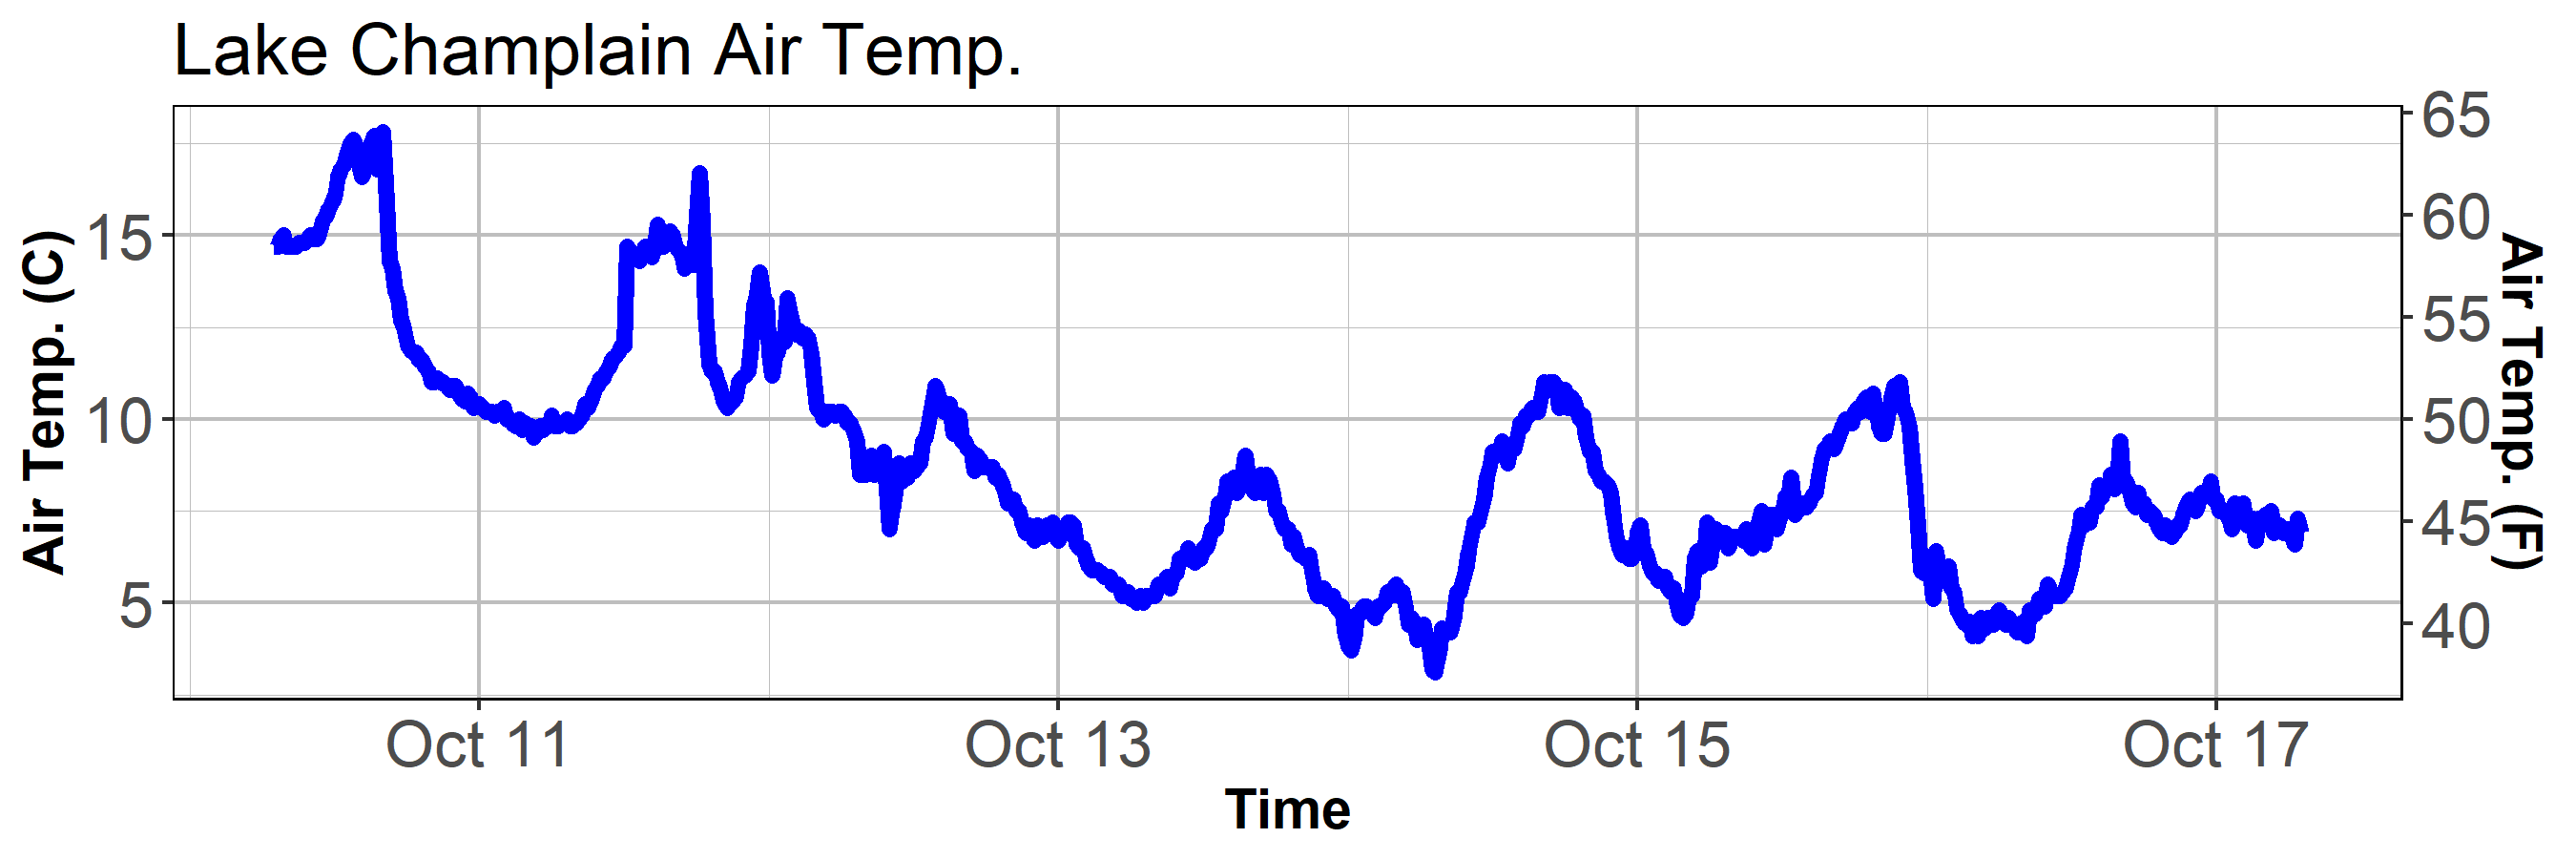 Lake Champlain Air Temp.
Air Temp. (C)
15
10
5
65
60
55
50
45
40
Air Temp. (F)
Oct 11
Oct 13
Oct 15
Oct 17
Time